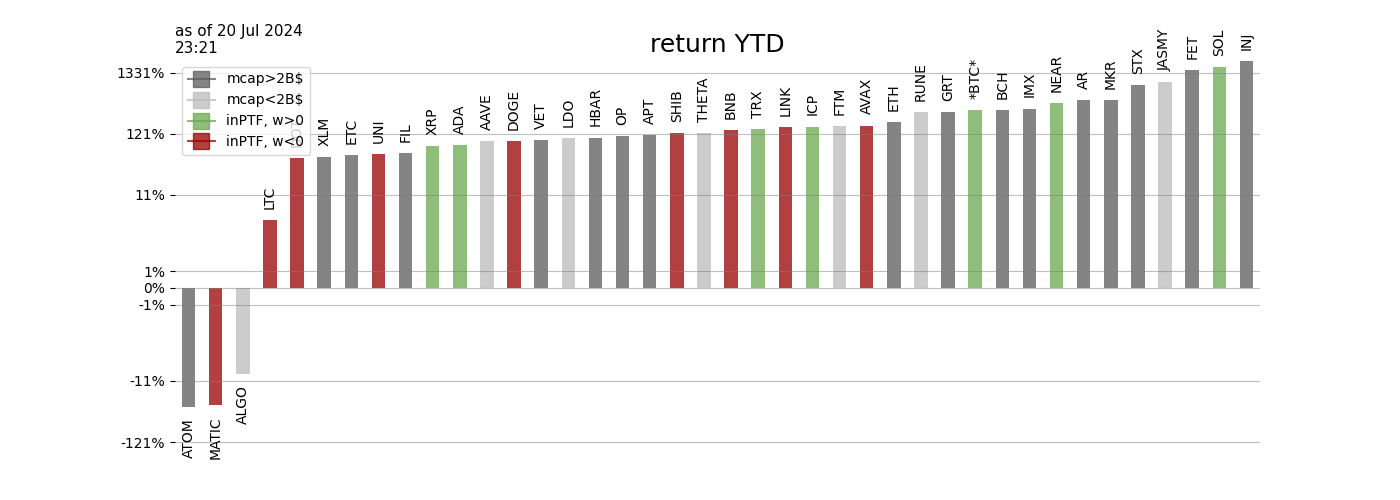 as of 20 Jul 2024
23:21
return YTD
mcap>2B$
mcap<2B$
inPTF, w>0
inPTF, w<0
1331%
121%
11%
1%
0%
-1%
-11%
-121%
ATOM
MATIC
ALGO
LTC
XLM
ETC
UNI
FIL
XRP
ADA
AAVE
DOGE
VET
LDO
HBAR
OP
APT
SHIB
THETA
BNB
TRX
LINK
ICP
FTM
AVAX
ETH
RUNE
GRT
*BTC*
BCH
IMX
NEAR
AR
MKR
STX
JASMY
FET
SOL
INJ